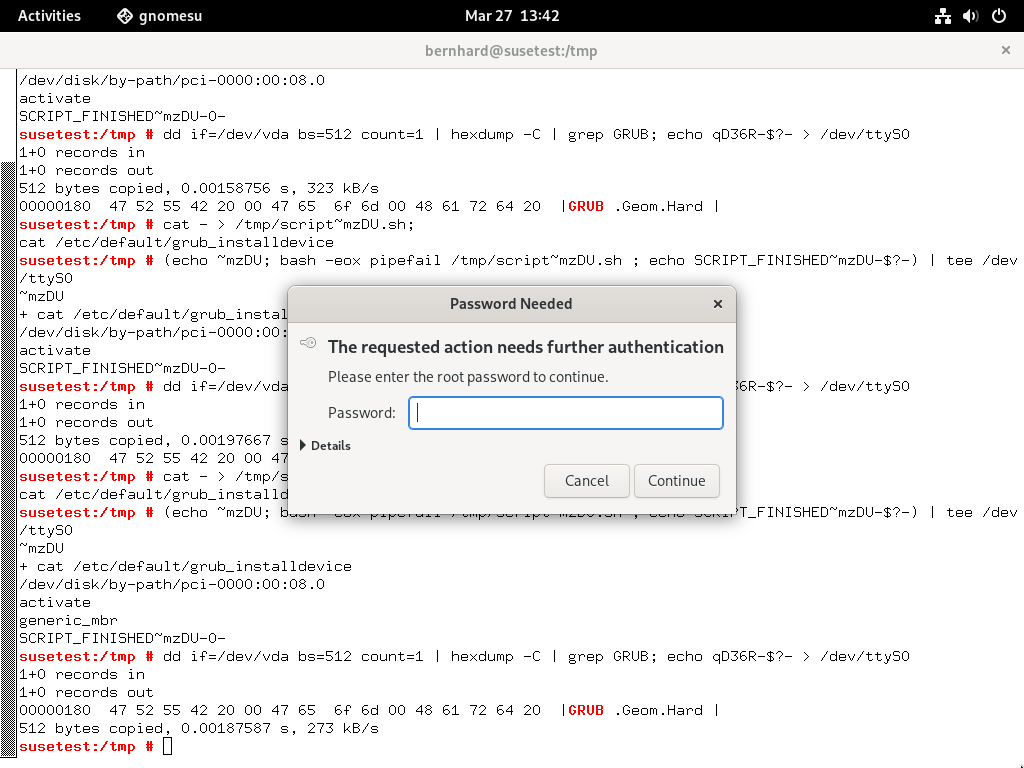 Activities gnomesu Mar 27 13:42
bernhard@susetest:/tmp
/dev/disk/by-path/pci-0000:00:08.0
activate
SCRIPT_FINISHED~mzDU-0-
susetest:/tmp # dd if=/dev/vda bs=512 count=1 | hexdump -C | grep GRUB; echo qD36R-$?- > /dev/ttyS0
1+0 records in
1+0 records out
512 bytes copied, 0.00158756 s, 323 kB/s
00000180  47 52 55 42 20 00 47 65  6f 6d 00 48 61 72 64 20  |GRUB .Geom.Hard |
susetest:/tmp # cat - > /tmp/script~mzDU.sh;
cat /etc/default/grub_installdevice
susetest:/tmp # (echo ~mzDU; bash -eox pipefail /tmp/script~mzDU.sh ; echo SCRIPT_FINISHED~mzDU-$?-) | tee /dev
/ttyS0
~mzDU
+ cat /etc/default/grub_instal
/dev/disk/by-path/pci-0000:00:
activate
SCRIPT_FINISHED~mzDU-0-
susetest:/tmp # dd if=/dev/vda 36R-$?- > /dev/ttyS0
1+0 records in
1+0 records out
512 bytes copied, 0.00197667 s
00000180  47 52 55 42 20 00 47
susetest:/tmp # cat - > /tmp/s
cat /etc/default/grub_installd
Password Needed
The requested action needs further authentication
Please enter the root password to continue.
Password:
Details
Cancel Continue
susetest:/tmp # (echo ~mzDU; bash -eox pipefail /tmp/script~mzDU.sh ; echo SCRIPT_FINISHED~mzDU-$?-) | tee /dev
/ttyS0
~mzDU
+ cat /etc/default/grub_installdevice
/dev/disk/by-path/pci-0000:00:08.0
activate
generic_mbr
SCRIPT_FINISHED~mzDU-0-
susetest:/tmp # dd if=/dev/vda bs=512 count=1 | hexdump -C | grep GRUB; echo qD36R-$?- > /dev/ttyS0
1+0 records in
1+0 records out
00000180  47 52 55 42 20 00 47 65  6f 6d 00 48 61 72 64 20  |GRUB .Geom.Hard |
512 bytes copied, 0.00187587 s, 273 kB/s
susetest:/tmp #